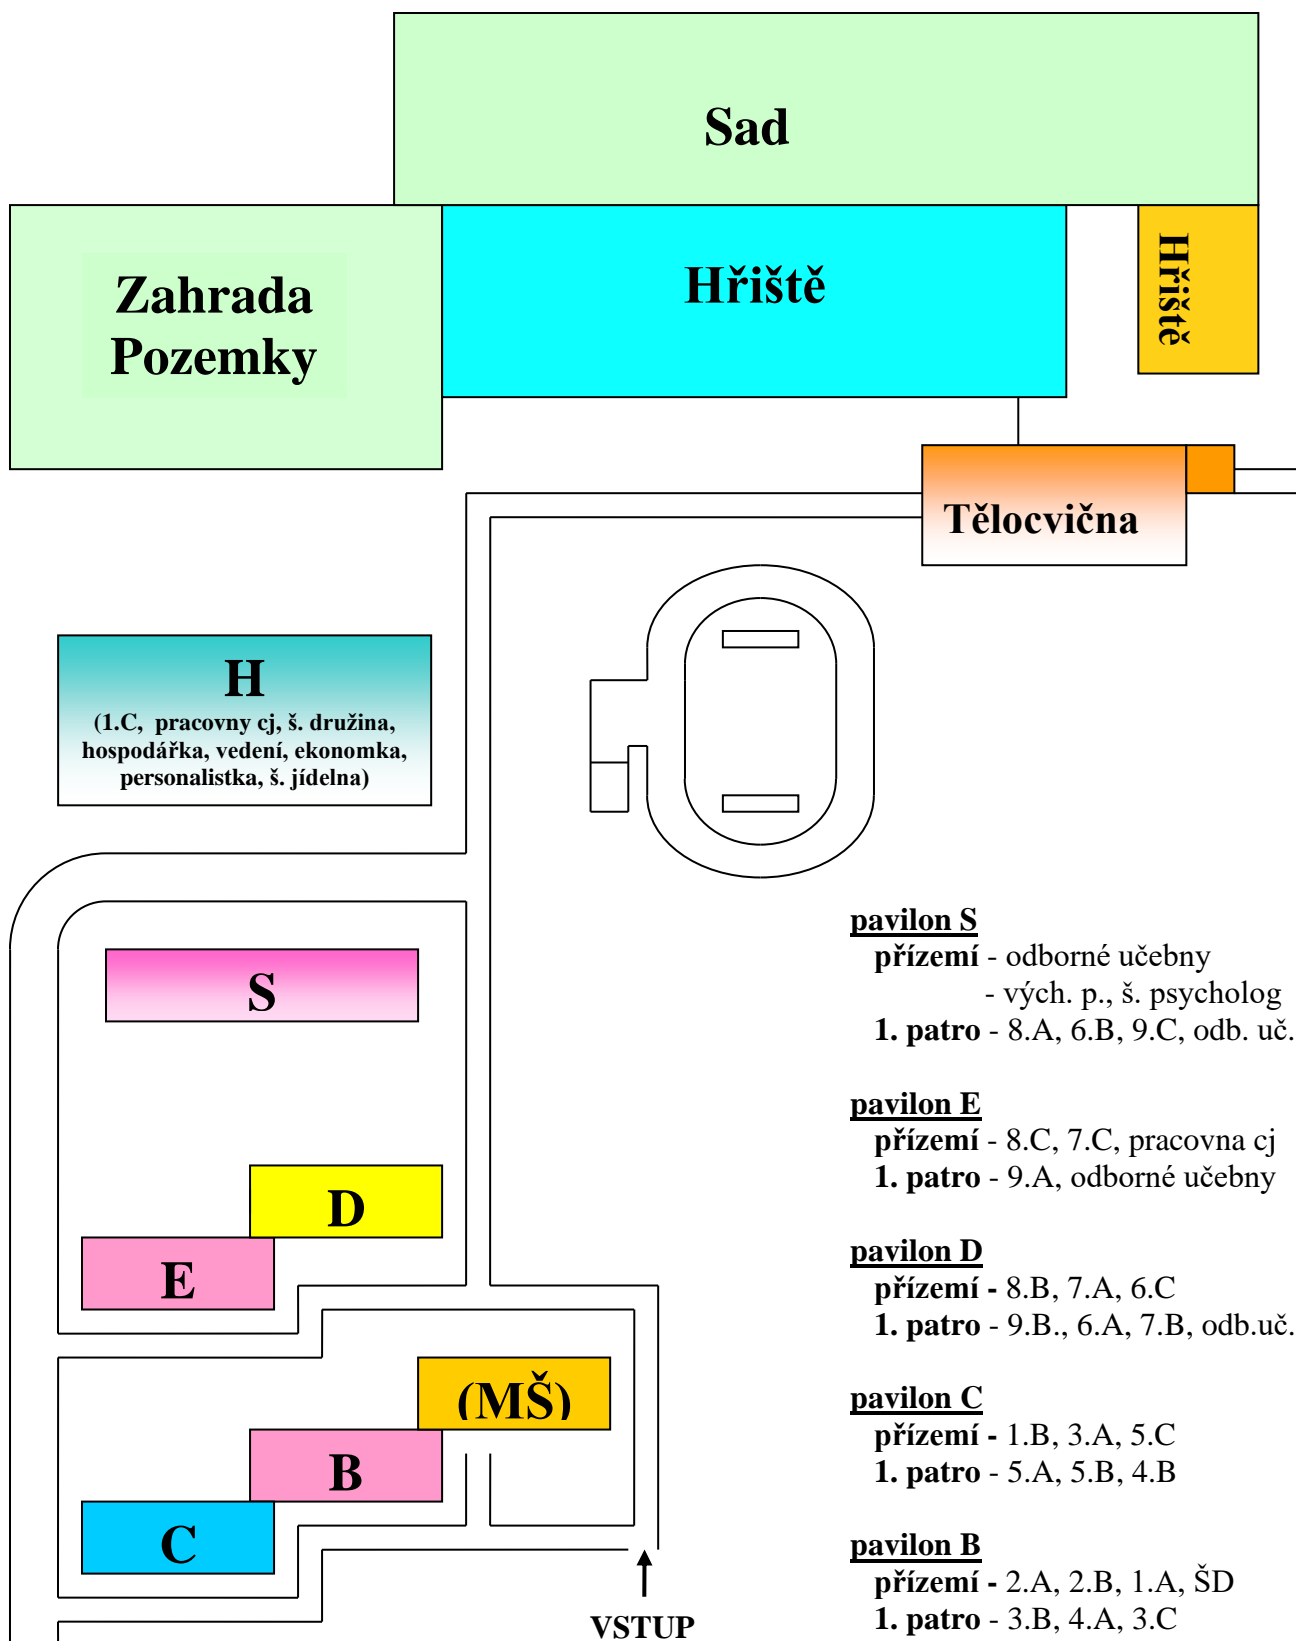 Sad
Zahrada
Pozemky
Hřiště
Hřiště
Tělocvična
H
(1.C, pracovny cj, š. družina,
hospodářka, vedení, ekonomka,
personalistka, š. jídelna)
S
D
E
(MŠ)
B
C
VSTUP
pavilon S
přízemí - odborné učebny
- vých. p., š. psycholog
1. patro - 8.A, 6.B, 9.C, odb. uč.
pavilon E
přízemí - 8.C, 7.C, pracovna cj
1. patro - 9.A, odborné učebny
pavilon D
přízemí - 8.B, 7.A, 6.C
1. patro - 9.B., 6.A, 7.B, odb.uč.
pavilon C
přízemí - 1.B, 3.A, 5.C
1. patro - 5.A, 5.B, 4.B
pavilon B
přízemí - 2.A, 2.B, 1.A, ŠD
1. patro - 3.B, 4.A, 3.C